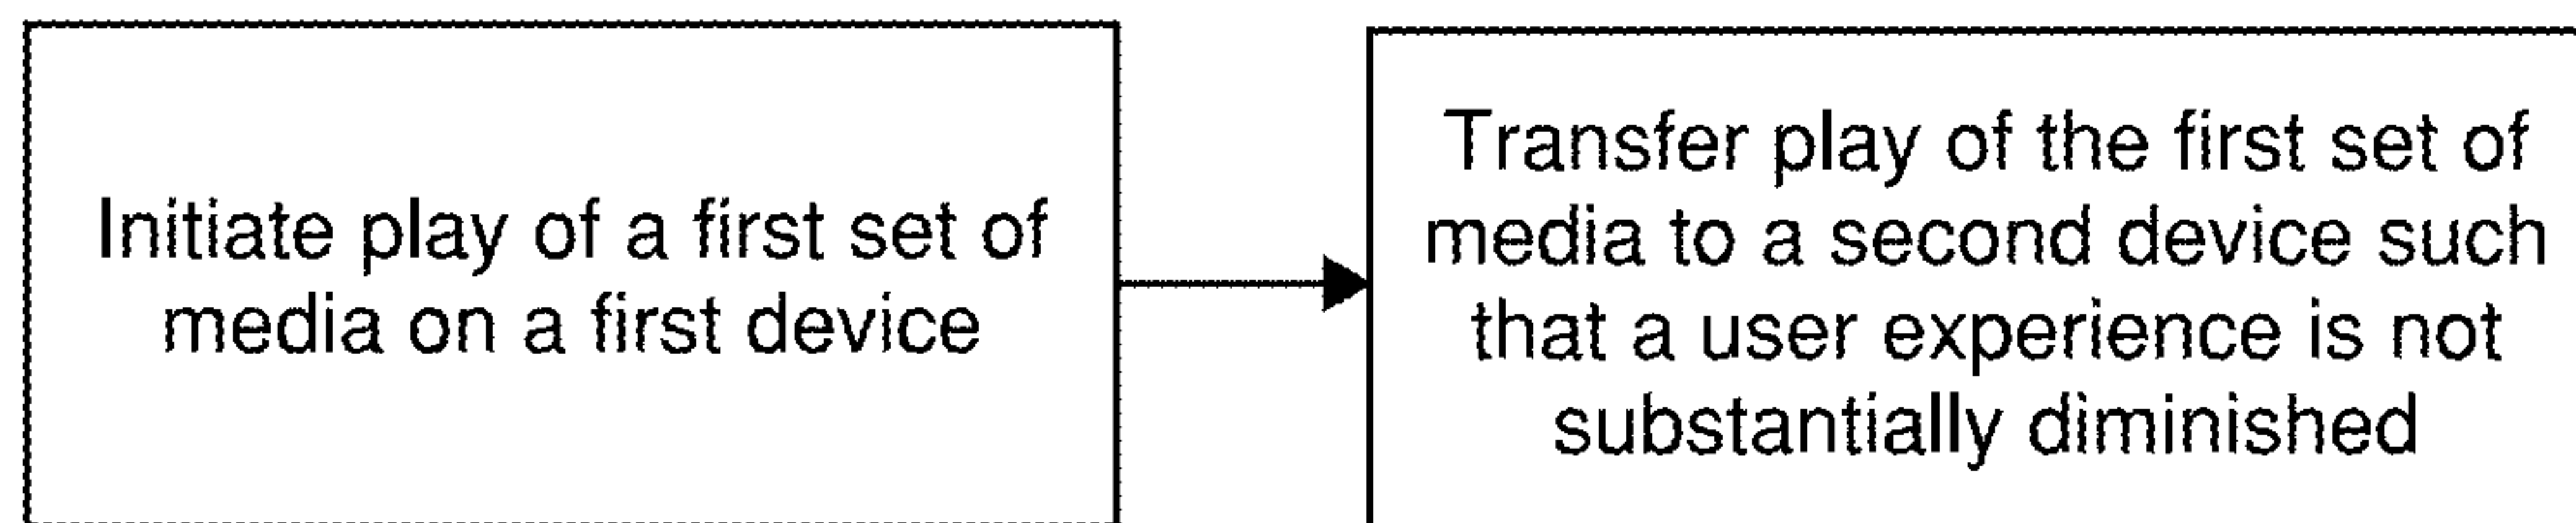 Initiate play of a first set of
media on a first device
Transfer play of the first set of
media to a second device such
that a user experience is not
substantially diminished